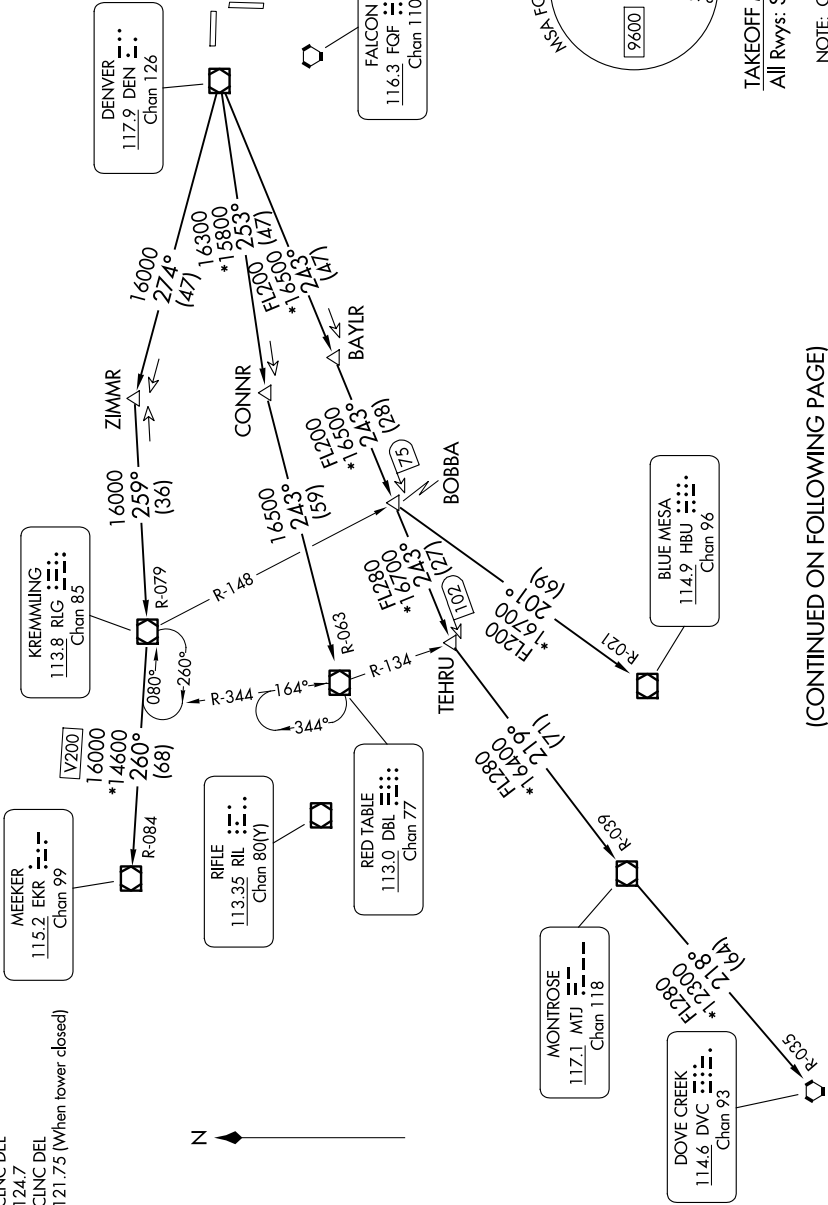 CLNC DEL
124.7
CLNC DEL
121.75 (When tower closed)
N
MEEKER
115.2 EKR
Chan 99
R-084
V200
16000
*14600
260°
(68)
KREMMLING
113.8 RLG
Chan 85
R-079
080°
260°
16000
259°
(36)
ZIMMR
16000
274°
(47)
DENVER
117.9 DEN
Chan 126
FALCON
116.3 FQF
Chan 110
16300
*15800
253°
(47)
FL200
*16500
243°
(47)
CONNR
BAYLR
16500
243°
(59)
R-063
R-148
FL200
*16500
243°
(28)
75
BOBBA
R-344
164°
344°
R-134
RIFLE
113.35 RIL
Chan 80(Y)
RED TABLE
113.0 DBL
Chan 77
FL280
*16700
243°
(27)
102
TEHRU
FL200
*16700
201°
(69)
R-021
BLUE MESA
114.9 HBU
Chan 96
FL280
*16400
219°
(71)
R-039
MONTROSE
117.1 MTJ
Chan 118
FL280
*12300
218°
(64)
R-035
DOVE CREEK
114.6 DVC
Chan 93
MSA FQ
9600
TAKEOFF
All Rwys: S
NOTE:
(CONTINUED ON FOLLOWING PAGE)